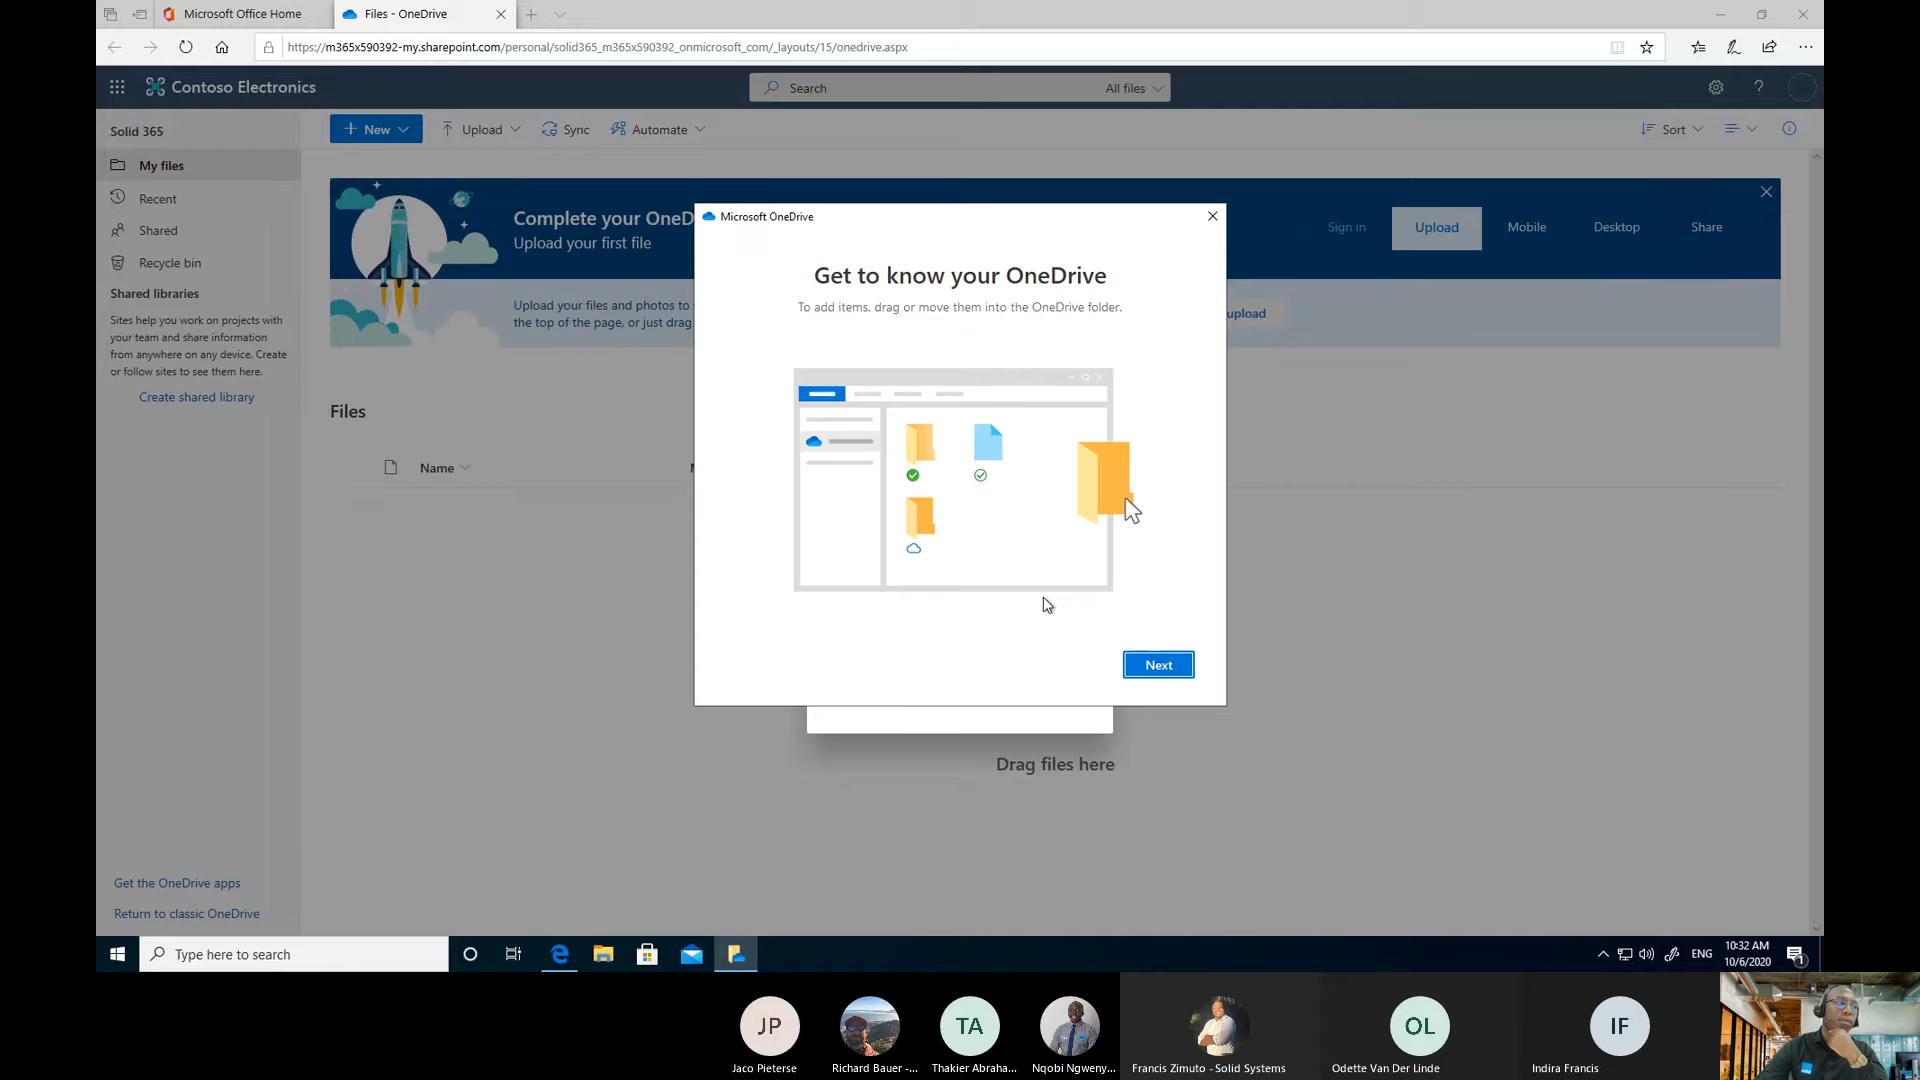 Microsoft Office Home
Files - OneDrive
https://m365x590392-my.sharepoint.com/personal/solid365_m365x590392_onmicrosoft_com/_layouts/15/onedrive.aspx
Contoso Electronics
Search
All files
Solid 365
New
Upload
Sync
Automate
Sort
My files
Recent
Shared
Recycle bin
Shared libraries
Sites help you work on projects with
your team and share information
from anywhere on any device. Create
or follow sites to see them here.
Create shared library
Get the OneDrive apps
Return to classic OneDrive
Complete your OneD
Upload your first file
Sign in
Upload
Mobile
Desktop
Share
Upload your files and photos to
the top of the page, or just drag
upload
Files
Name
Drag files here
Microsoft OneDrive
Get to know your OneDrive
To add items, drag or move them into the OneDrive folder.
Next
Type here to search
ENG
10:32 AM
10/6/2020
1
JP
TA
OL
IF
Jaco Pieterse
Richard Bauer -...
Thakier Abraha...
Nqobi Ngweny...
Francis Zimuto - Solid Systems
Odette Van Der Linde
Indira Francis